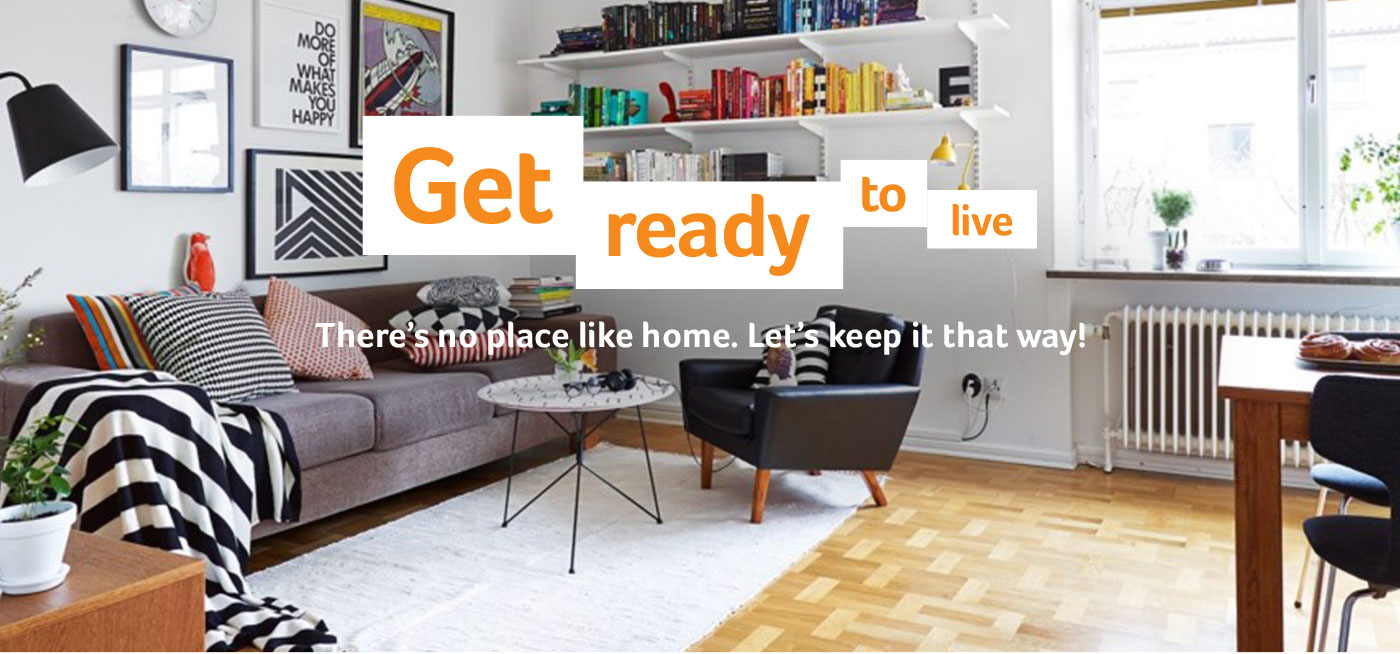 DO
MORE
OF
WHAT
MAKES
YOU
HAPPY
Get ready to live
There's no place like home. Let's keep it that way!
E